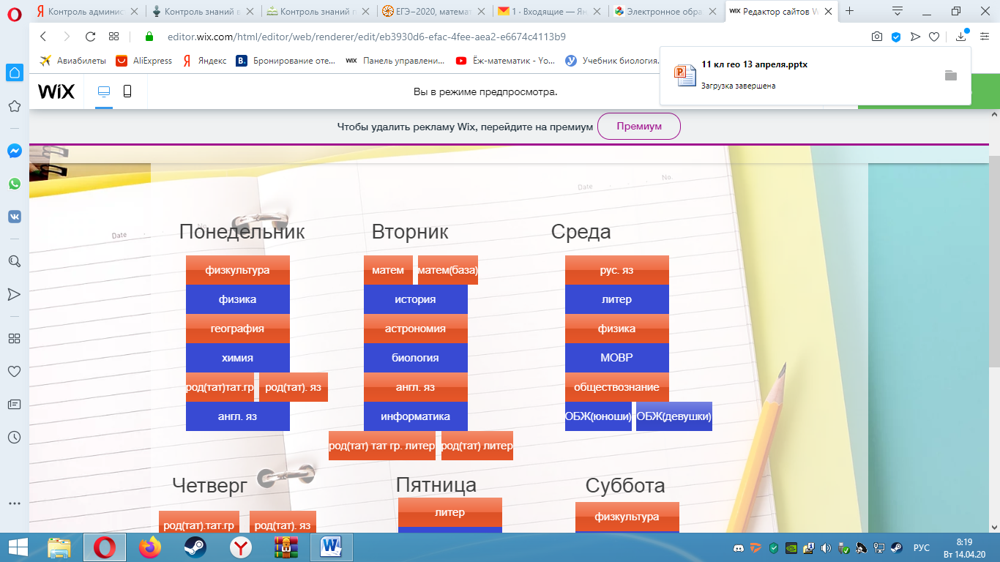 Контроль админист
Контроль знаний в
Контроль знаний п
ЕГЭ–2020, математ
1 · Входящие — Ян
Электронное обра
Редактор сайтов W
editor.wix.com/html/editor/web/renderer/edit/eb3930d6-efac-4fee-aea2-e6674c4113b9
Авиабилеты
AliExpress
Яндекс
Бронирование оте...
Панель управлени...
Ёж-математик - Yo...
Учебник биология.
11 кл гео 13 апреля.pptx
Загрузка завершена
WiX
Вы в режиме предпросмотра.
Чтобы удалить рекламу Wix, перейдите на премиум
Премиум
Date
No.
Date
No.
Понедельник
Вторник
Среда
физкультура
матем
матем(база)
рус. яз
физика
история
литер
география
астрономия
физика
химия
биология
МОВР
род(тат)тат.гр
род(тат). яз
англ. яз
обществознание
англ. яз
информатика
ОБЖ(юноши)
ОБЖ(девушки)
род(тат) тат гр. литер
род(тат) литер
Четверг
Пятница
Суббота
род(тат).тат.гр
род(тат). яз
литер
физкультура
РУС
8:19
Вт 14.04.20